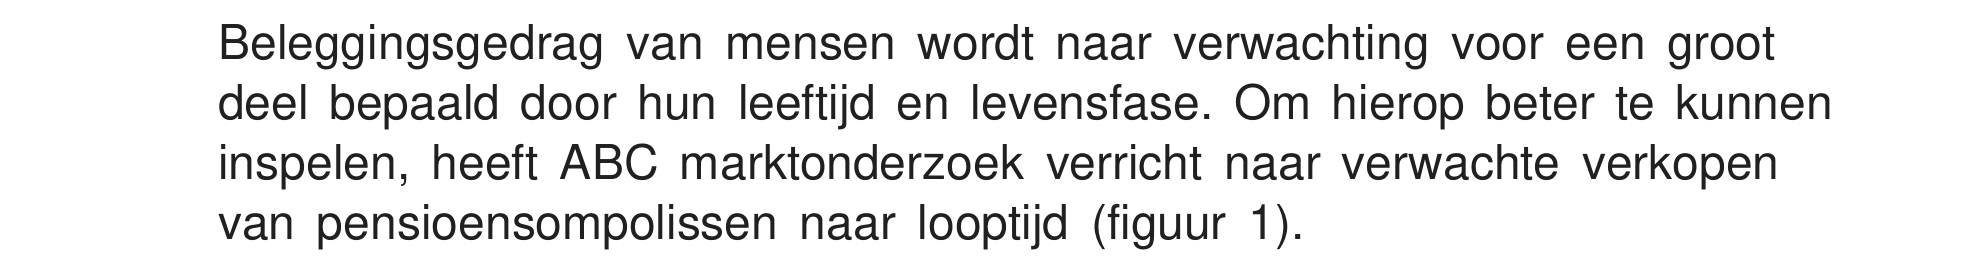 Beleggingsgedrag van mensen wordt naar verwachting voor een groot
deel bepaald door hun leeftijd en levensfase. Om hierop beter te kunnen
inspelen, heeft ABC marktonderzoek verricht naar verwachte verkopen
van pensioensompolissen naar looptijd (figuur 1).